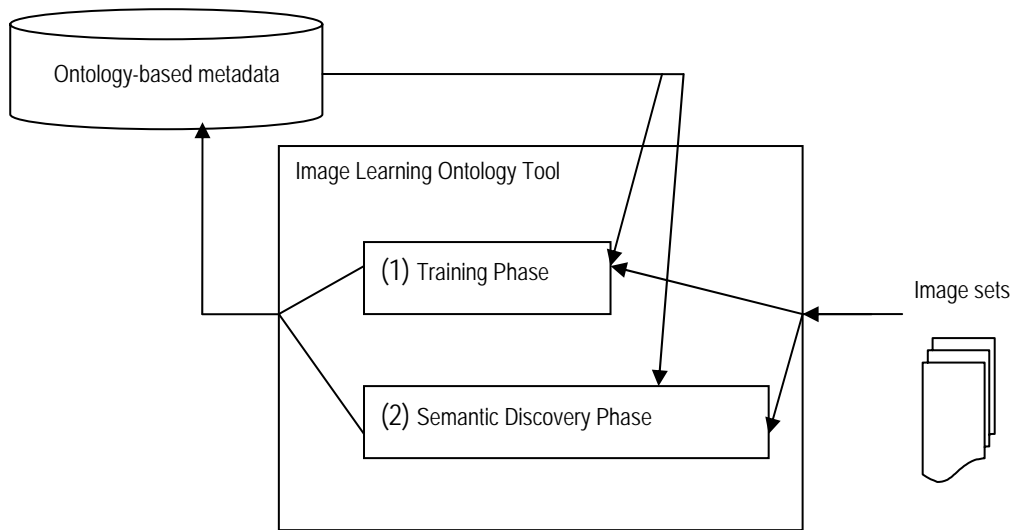 Ontology-based metadata
Image Learning Ontology Tool
(1) Training Phase
Image sets
(2) Semantic Discovery Phase